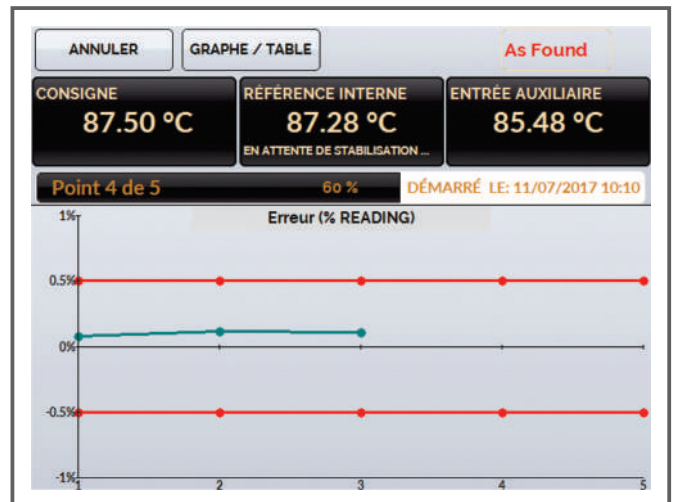 ANNULER GRAPHE / TABLE As Found
CONSIGNE RÉFÉRENCE INTERNE ENTRÉE AUXILIAIRE
87.50 °C 87.28 °C 85.48 °C
EN ATTENTE DE STABILISATION ...
Point 4 de 5 60 % DÉMARRÉ LE: 11/07/2017 10:10
Erreur (% READING)
1%
0.5%
0%
-0.5%
-1%
1 2 3 4 5